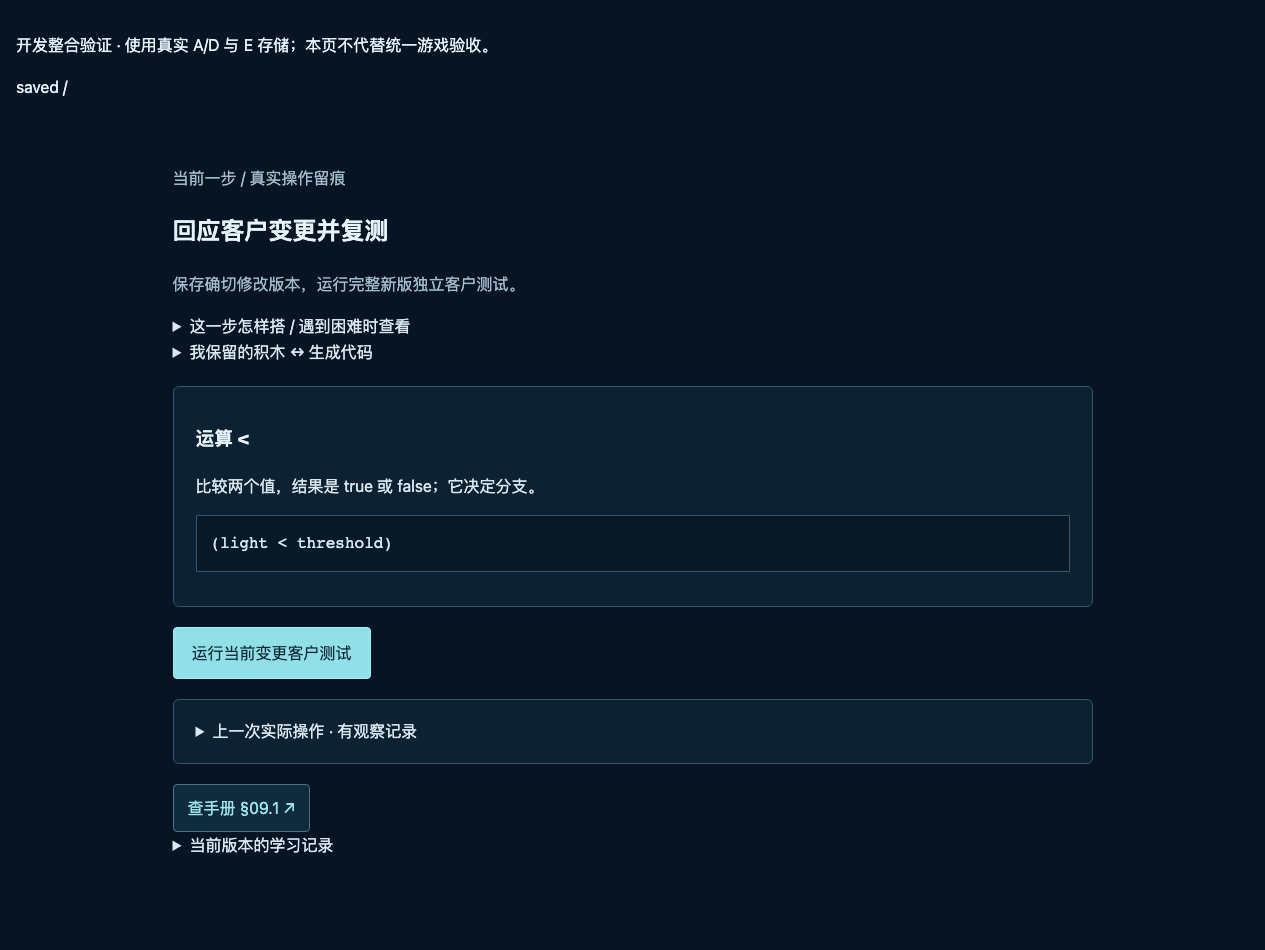 开发整合验证 · 使用真实 A/D 与 E 存储；本页不代替统一游戏验收。
saved /
当前一步 / 真实操作留痕
回应客户变更并复测
保存确切修改版本，运行完整新版独立客户测试。
▶ 这一步怎样搭 / 遇到困难时查看
▶ 我保留的积木 ↔ 生成代码
运算 <
比较两个值，结果是 true 或 false；它决定分支。
(light < threshold)
运行当前变更客户测试
▶ 上一次实际操作 · 有观察记录
查手册 §09.1 ↗
▶ 当前版本的学习记录